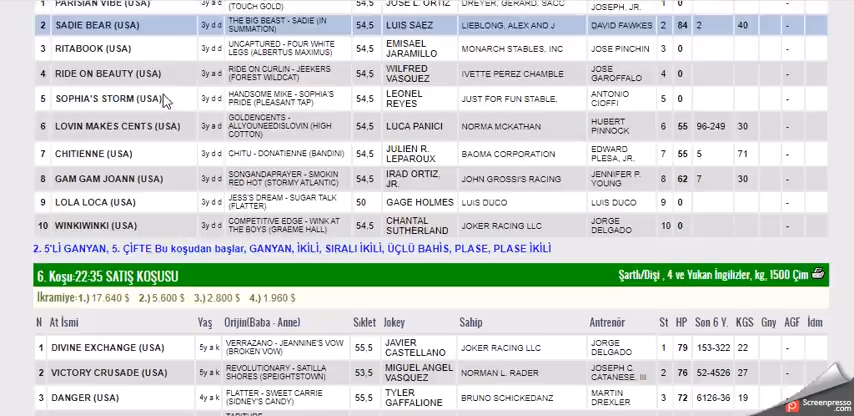 1 PARISIAN VIBE (USA) 3y d d (TOUCH GOLD) 54,5 JOSE L. ORTIZ DREYER, GERARD, SACC JOSEPH, JR. 1 0 -
2 SADIE BEAR (USA) 3y d d THE BIG BEAST - SADIE (IN SUMMATION) 54,5 LUIS SAEZ LIEBLONG, ALEX AND J DAVID FAWKES 2 84 2 40 -
3 RITABOOK (USA) 3y d d UNCAPTURED - FOUR WHITE LEGS (ALBERTUS MAXIMUS) 54,5 EMISAEL JARAMILLO MONARCH STABLES, INC JOSE PINCHIN 3 0 -
4 RIDE ON BEAUTY (USA) 3y a d RIDE ON CURLIN - JEEKERS (FOREST WILDCAT) 54,5 WILFRED VASQUEZ IVETTE PEREZ CHAMBLE JOSE GAROFFALO 4 0 -
5 SOPHIA'S STORM (USA) 3y d d HANDSOME MIKE - SOPHIA'S PRIDE (PLEASANT TAP) 54,5 LEONEL REYES JUST FOR FUN STABLE, ANTONIO CIOFFI 5 0 -
6 LOVIN MAKES CENTS (USA) 3y a d GOLDENCENTS - ALLYOUNEEDISLOVIN (HIGH COTTON) 54,5 LUCA PANICI NORMA MCKATHAN HUBERT PINNOCK 6 55 96-249 30 -
7 CHITIENNE (USA) 3y d d CHITU - DONATIENNE (BANDINI) 54,5 JULIEN R. LEPAROUX BAOMA CORPORATION EDWARD PLESA, JR. 7 55 5 71 -
8 GAM GAM JOANN (USA) 3y d d SONGANDAPRAYER - SMOKIN RED HOT (STORMY ATLANTIC) 54,5 IRAD ORTIZ, JR. JOHN GROSSI'S RACING JENNIFER P. YOUNG 8 62 7 30 -
9 LOLA LOCA (USA) 3y d d JESS'S DREAM - SUGAR TALK (FLATTER) 50 GAGE HOLMES LUIS DUCO LUIS DUCO 9 0 -
10 WINKIWINKI (USA) 3y d d COMPETITIVE EDGE - WINK AT THE BOYS (GRAEME HALL) 54,5 CHANTAL SUTHERLAND JOKER RACING LLC JORGE DELGADO 10 0 -
2. 5'Lİ GANYAN, 5. ÇİFTE Bu koşudan başlar, GANYAN, İKİLİ, SIRALI İKİLİ, ÜÇLÜ BAHİS, PLASE, PLASE İKİLİ
6. Koşu:22-35 SATIŞ KOŞUSU Şartlı/Dişi , 4 ve Yukarı İngilizler, kg, 1500 Çim
İkramiye:1.) 17.640 $ 2.) 5.600 $ 3.) 2.800 $ 4.) 1.960 $
N At İsmi Yaş Orijin(Baba - Anne) Sıklet Jokey Sahip Antrenör St HP Son 6 Y. KGS Gny AGF İdm
1 DIVINE EXCHANGE (USA) 5y a k VERRAZANO - JEANNINE'S VOW (BROKEN VOW) 55,5 JAVIER CASTELLANO JOKER RACING LLC JORGE DELGADO 1 79 153-322 22 -
2 VICTORY CRUSADE (USA) 5y a k REVOLUTIONARY - SATILLA SHORES (SPEIGHTSTOWN) 53,5 MIGUEL ANGEL VASQUEZ NORMAN L. RADER JOSEPH C. CATANESE, III 2 76 52-4526 27 -
3 DANGER (USA) 4y a k FLATTER - SWEET CARRIE (SIDNEY'S CANDY) 55,5 TYLER GAFFALIONE BRUNO SCHICKEDANZ MARTIN DREXLER 3 72 6126-36 19 -
Screenpresso
.com